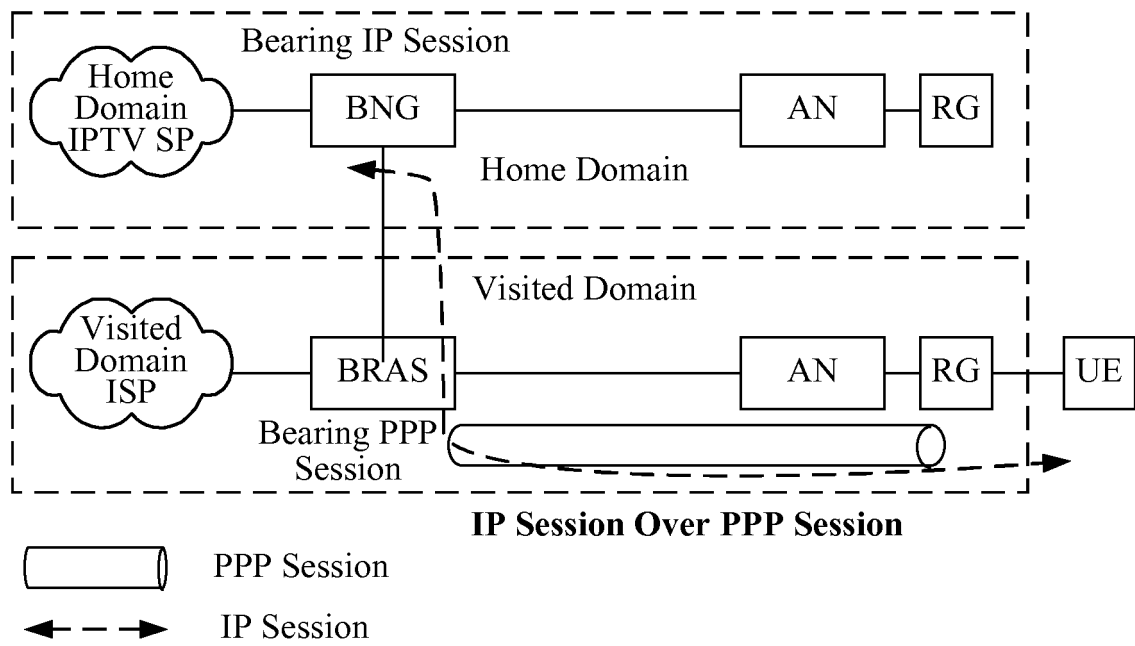 Bearing IP Session
Home
Domain
IPTV SP
BNG
AN
RG
Home Domain
Visited Domain
Visited
Domain
ISP
BRAS
AN
RG
UE
Bearing PPP
Session
IP Session Over PPP Session
PPP Session
IP Session